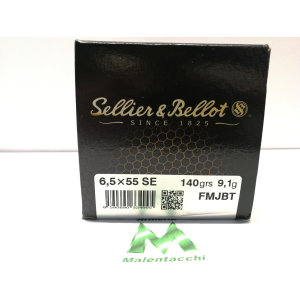 Sellier & Bellot
SINCE 1825
6,5×55 SE
140grs 9,1g
FMJBT
Malentacchi